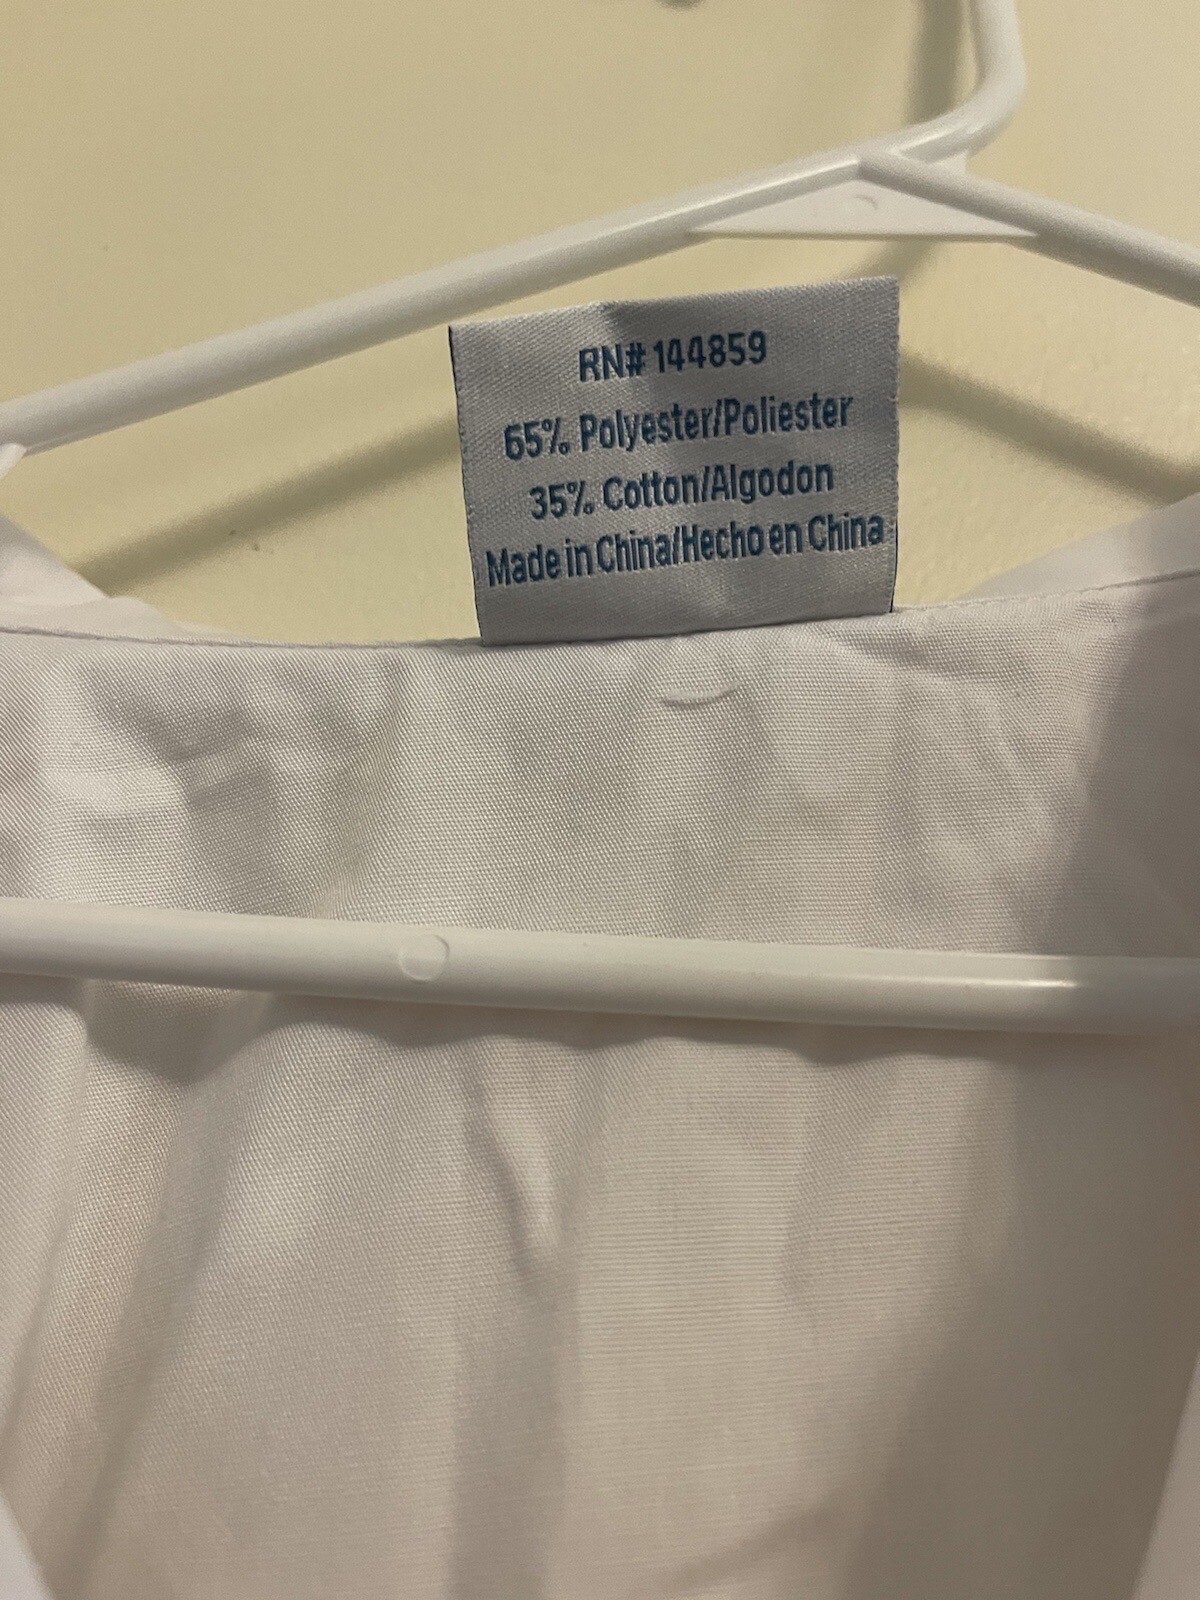 RN# 144859
65% Polyester/Poliester
35% Cotton/Algodon
Made in China/Hecho en China